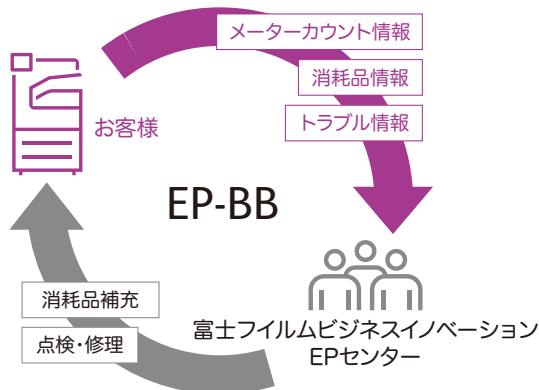 メーターカウント情報
消耗品情報
トラブル情報
お客様
EP-BB
消耗品補充
点検・修理
富士フイルムビジネスイノベーション
EPセンター